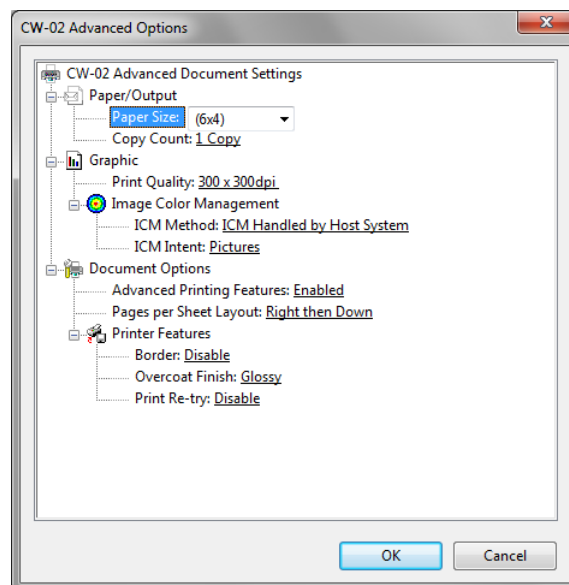 CW-02 Advanced Options
CW-02 Advanced Document Settings
Paper/Output
Paper Size: (6x4)
Copy Count: 1 Copy
Graphic
Print Quality: 300 x 300dpi
Image Color Management
ICM Method: ICM Handled by Host System
ICM Intent: Pictures
Document Options
Advanced Printing Features: Enabled
Pages per Sheet Layout: Right then Down
Printer Features
Border: Disable
Overcoat Finish: Glossy
Print Re-try: Disable
OK Cancel